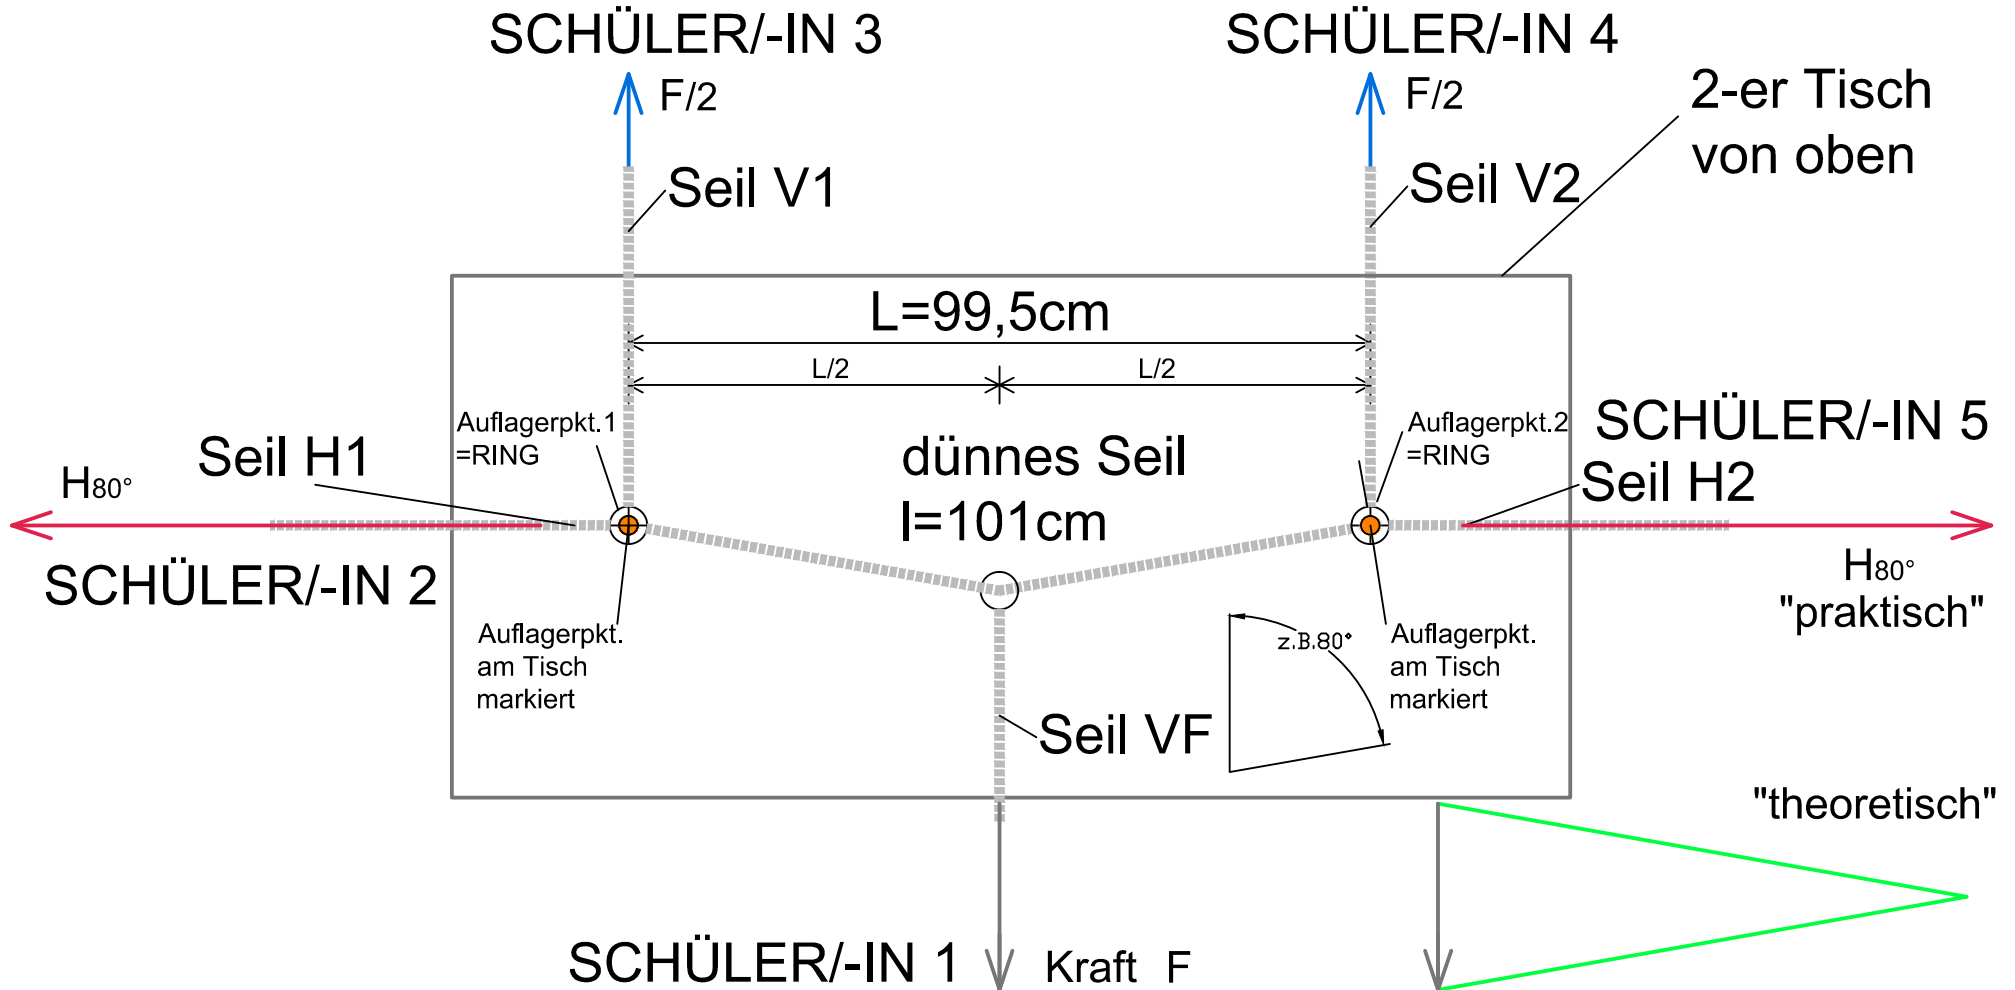 SCHÜLER/-IN 3
SCHÜLER/-IN 4
F/2
F/2
2-er Tisch
von oben
Seil V1
Seil V2
L=99,5cm
L/2
L/2
Auflagerpkt.1
=RING
Auflagerpkt.2
=RING
SCHÜLER/-IN 5
Seil H1
dünnes Seil
l=101cm
Seil H2
H80°
SCHÜLER/-IN 2
H80°
"praktisch"
Auflagerpkt.
am Tisch
markiert
z.B.80°
Auflagerpkt.
am Tisch
markiert
Seil VF
"theoretisch"
SCHÜLER/-IN 1
Kraft F